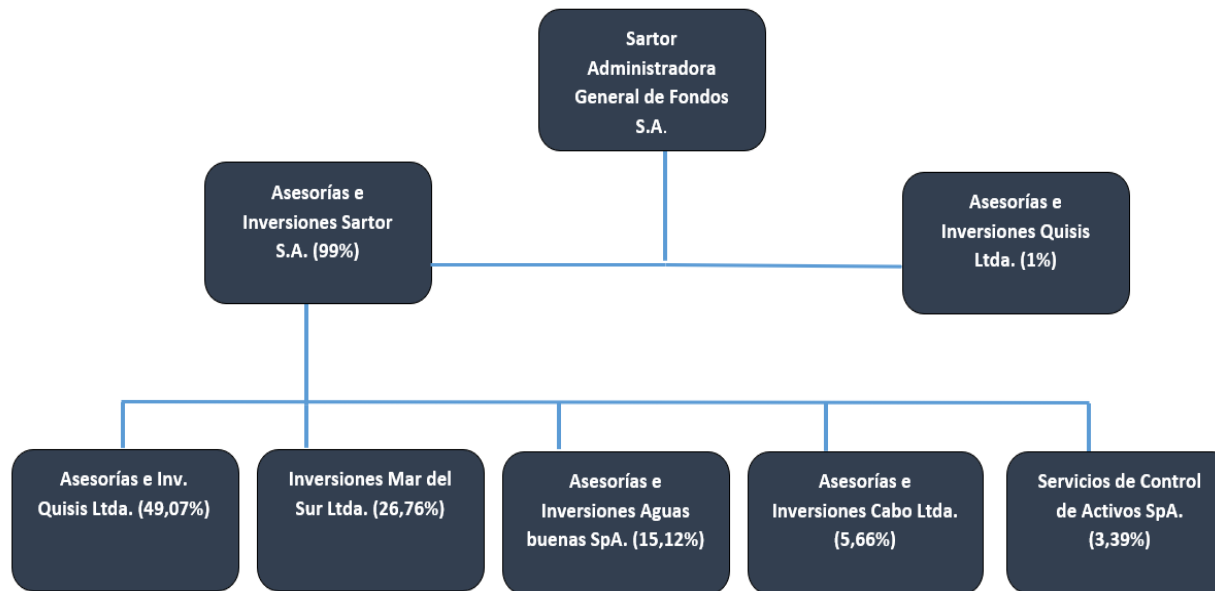 Sartor
Administradora
General de Fondos
S.A.
Asesorías e
Inversiones Sartor
S.A. (99%)
Asesorías e
Inversiones Quisis
Ltda. (1%)
Asesorías e Inv.
Quisis Ltda. (49,07%)
Inversiones Mar del
Sur Ltda. (26,76%)
Asesorías e
Inversiones Aguas
buenas SpA. (15,12%)
Asesorías e
Inversiones Cabo Ltda.
(5,66%)
Servicios de Control
de Activos SpA.
(3,39%)